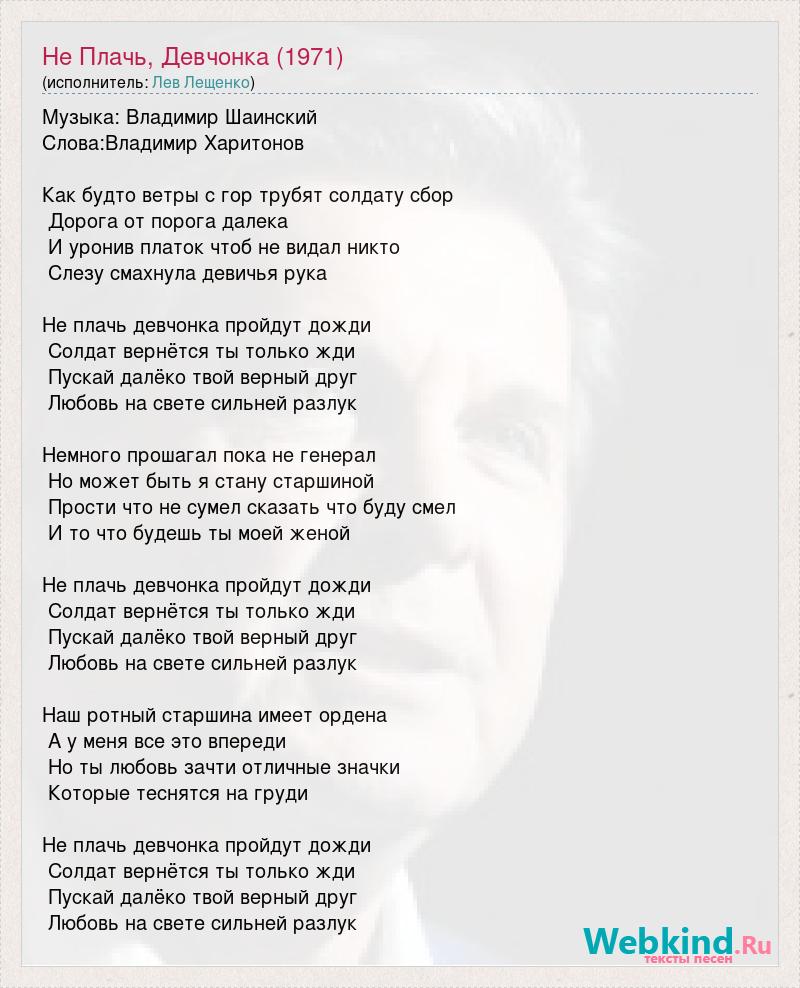 Не Плачь, Девчонка (1971)
(исполнитель: Лев Лещенко)
Музыка: Владимир Шаинский
Слова:Владимир Харитонов
Как будто ветры с гор трубят солдату сбор
Дорога от порога далека
И уронив платок чтоб не видал никто
Слезу смахнула девичья рука
Не плачь девчонка пройдут дожди
Солдат вернётся ты только жди
Пускай далёко твой верный друг
Любовь на свете сильней разлук
Немного прошагал пока не генерал
Но может быть я стану старшиной
Прости что не сумел сказать что буду смел
И то что будешь ты моей женой
Не плачь девчонка пройдут дожди
Солдат вернётся ты только жди
Пускай далёко твой верный друг
Любовь на свете сильней разлук
Наш ротный старшина имеет ордена
А у меня все это впереди
Но ты любовь зачти отличные значки
Которые теснятся на груди
Не плачь девчонка пройдут дожди
Солдат вернётся ты только жди
Пускай далёко твой верный друг
Любовь на свете сильней разлук
Webkind.Ru
тексты песен